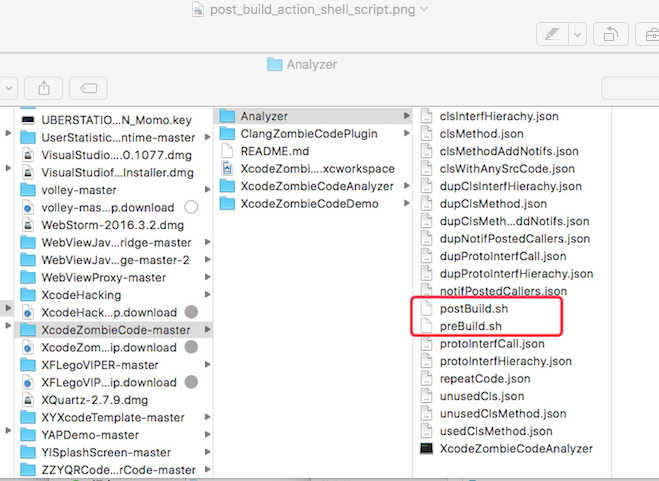 post_build_action_shell_script.png
Analyzer
UBERSTATIO...N_Momo.key
UserStatistic...ntime-master
VisualStudio...0.1077.dmg
VisualStudiof...Installer.dmg
volley-master
volley-mas...p.download
WebStorm-2016.3.2.dmg
WebViewJav...ridge-master
WebViewJav...ge-master-2
WebViewProxy-master
XcodeHacking
XcodeHack...p.download
XcodeZombieCode-master
XcodeZom...ip.download
XFLegoVIPER-master
XFLegoVIP...ip.download
XQuartz-2.7.9.dmg
XYXcodeTemplate-master
YAPDemo-master
YISplashScreen-master
ZZYQRCode...rCode-master
Analyzer
ClangZombieCodePlugin
README.md
XcodeZombi....xcworkspace
XcodeZombieCodeAnalyzer
XcodeZombieCodeDemo
clsInterfHierachy.json
clsMethod.json
clsMethodAddNotifs.json
clsWithAnySrcCode.json
dupClsInterfHierachy.json
dupClsMethod.json
dupClsMeth...ddNotifs.json
dupNotifPostedCallers.json
dupProtoInterfCall.json
dupProtoInterfHierachy.json
notifPostedCallers.json
postBuild.sh
preBuild.sh
protoInterfCall.json
protoInterfHierachy.json
repeatCode.json
unusedCls.json
unusedClsMethod.json
usedClsMethod.json
XcodeZombieCodeAnalyzer